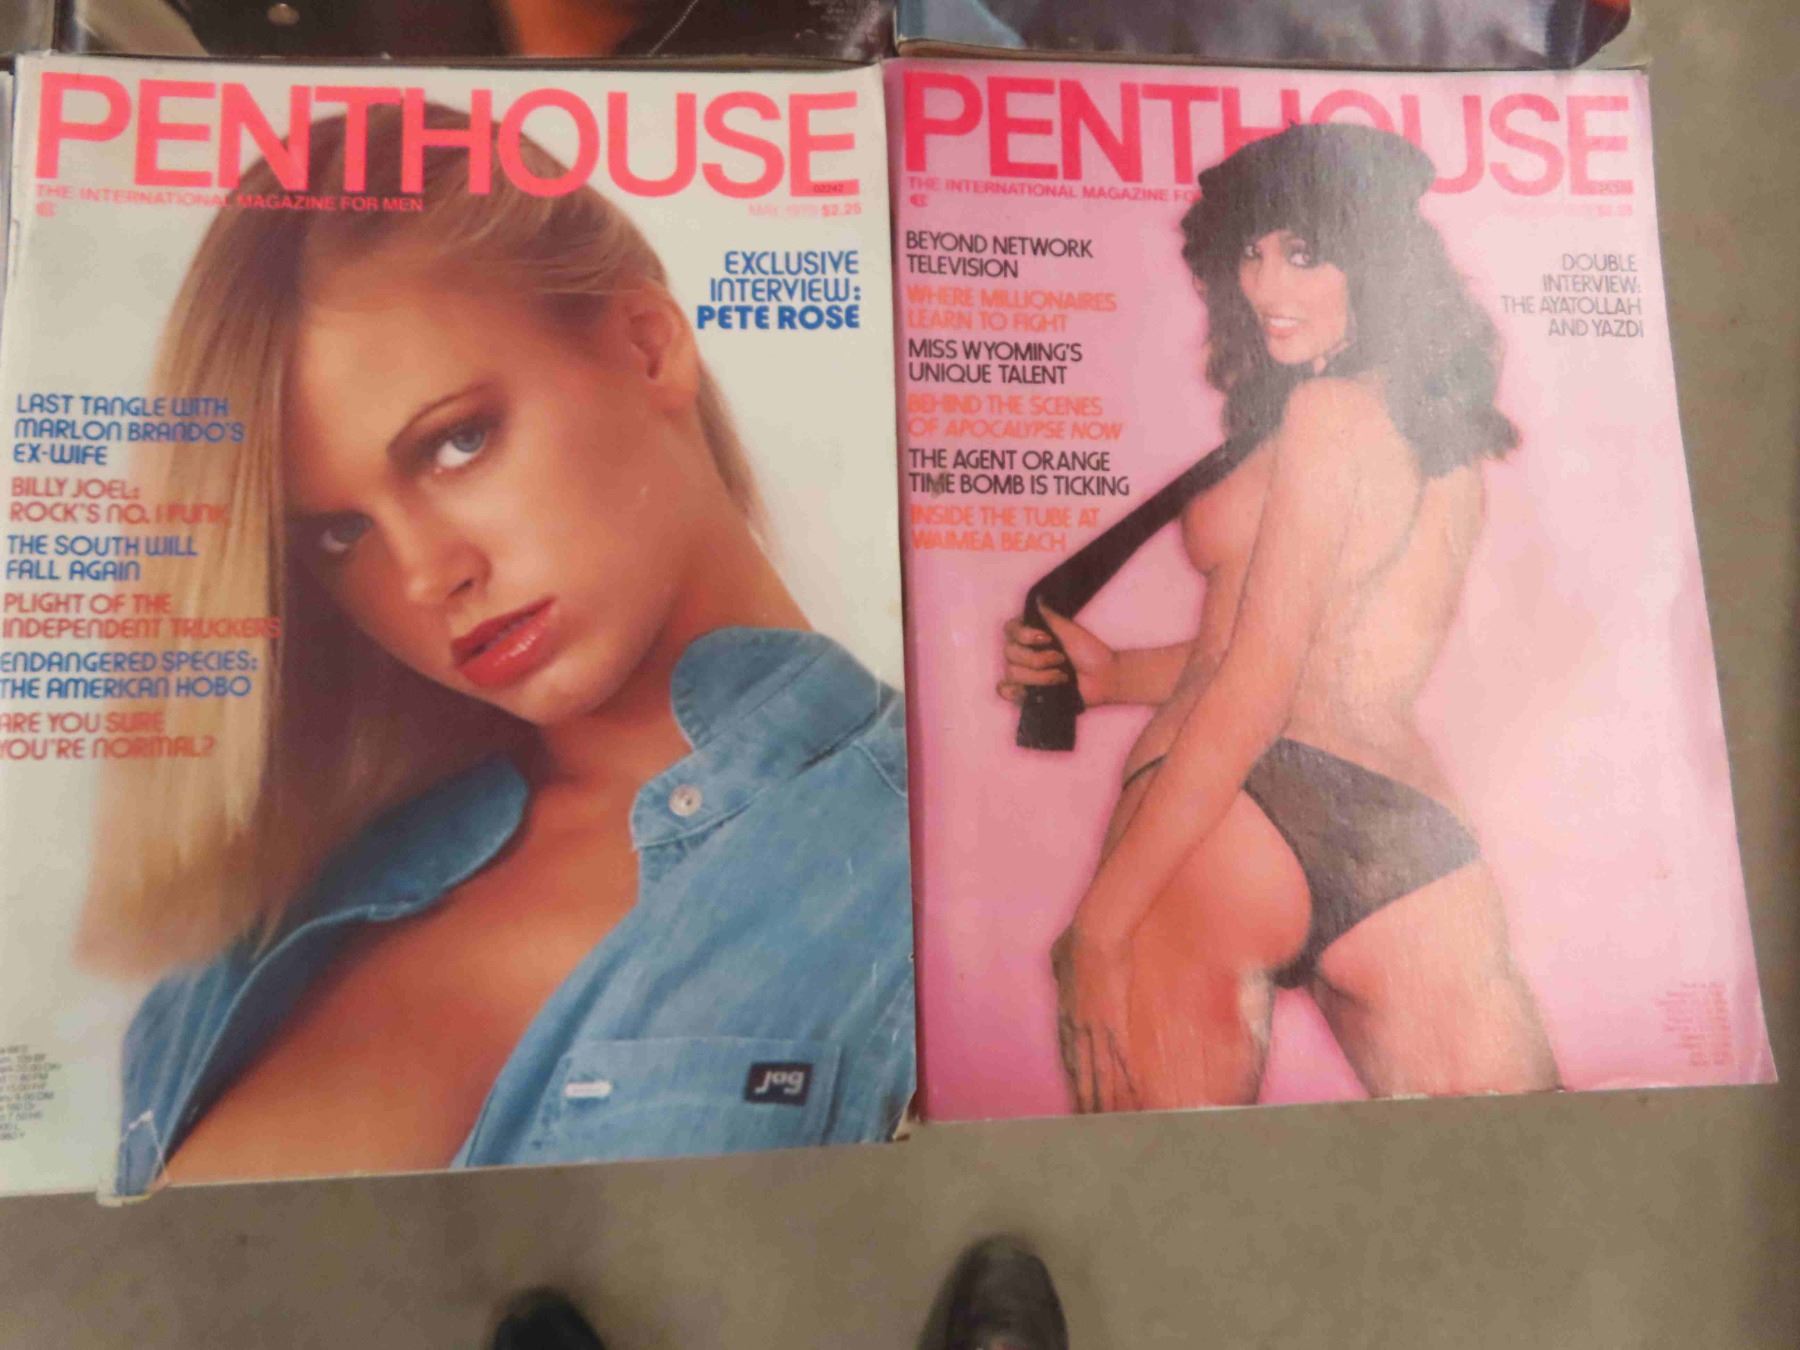 PENTHOUSE
THE INTERNATIONAL MAGAZINE FOR MEN
02242
MAY 1979 $2.25
EXCLUSIVE
INTERVIEW:
PETE ROSE
LAST TANGLE WITH
MARLON BRANDO'S
EX-WIFE
BILLY JOEL:
ROCK'S NO. 1 PUNK
THE SOUTH WILL
FALL AGAIN
PLIGHT OF THE
INDEPENDENT TRUCKERS
ENDANGERED SPECIES:
THE AMERICAN HOBO
ARE YOU SURE
YOU'RE NORMAL?
jag
PENTHOUSE
THE INTERNATIONAL MAGAZINE FO
BEYOND NETWORK
TELEVISION
WHERE MILLIONAIRES
LEARN TO FIGHT
MISS WYOMING'S
UNIQUE TALENT
BEHIND THE SCENES
OF APOCALYPSE NOW
THE AGENT ORANGE
TIME BOMB IS TICKING
INSIDE THE TUBE AT
WAIMEA BEACH
DOUBLE
INTERVIEW:
THE AYATOLLAH
AND YAZDI